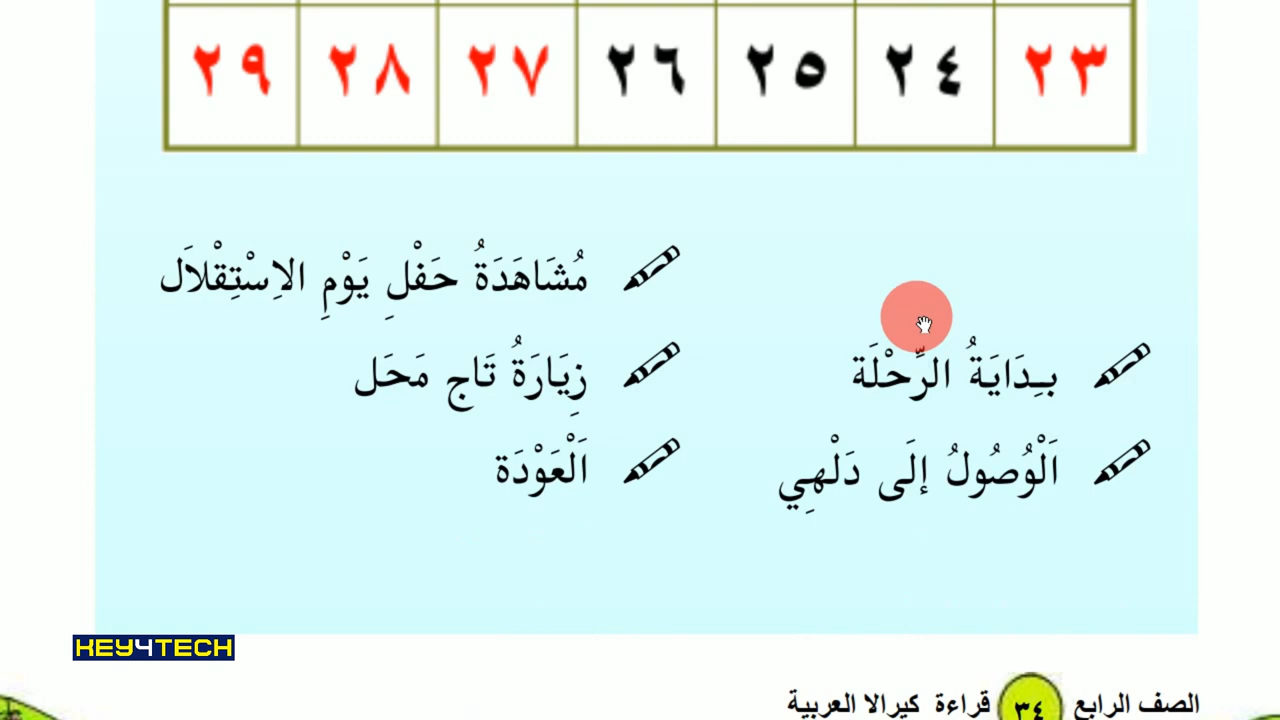 ٢٣ ٢٤ ٢٥ ٢٦ ٢٧ ٢٨ ٢٩
مُشَاهَدَةُ حَفْلِ يَوْمِ الاِسْتِقْلاَل
بِدَايَةُ الرِّحْلَة
زِيَارَةُ تَاج مَحَل
اَلْوُصُولُ إلَى دَلْهِي
اَلْعَوْدَة
KEY4TECH
الصف الرابع ٣٤ قراءة كيرالا العربية